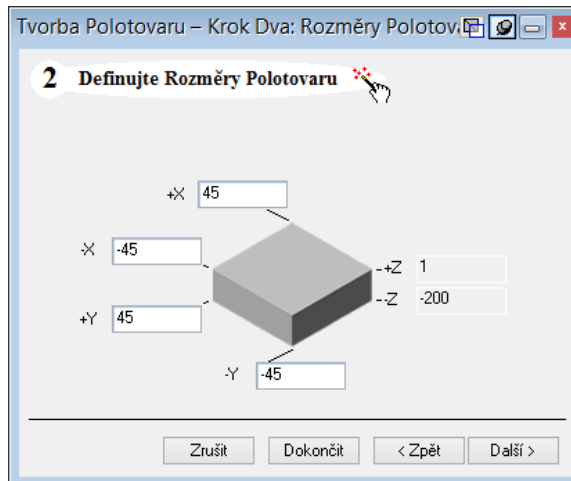 Tvorba Polotovaru – Krok Dva: Rozměry Polotova
2 Definujte Rozměry Polotovaru
+X 45
-X -45
+Z 1
-Z -200
+Y 45
-Y -45
Zrušit Dokončit < Zpět Další >